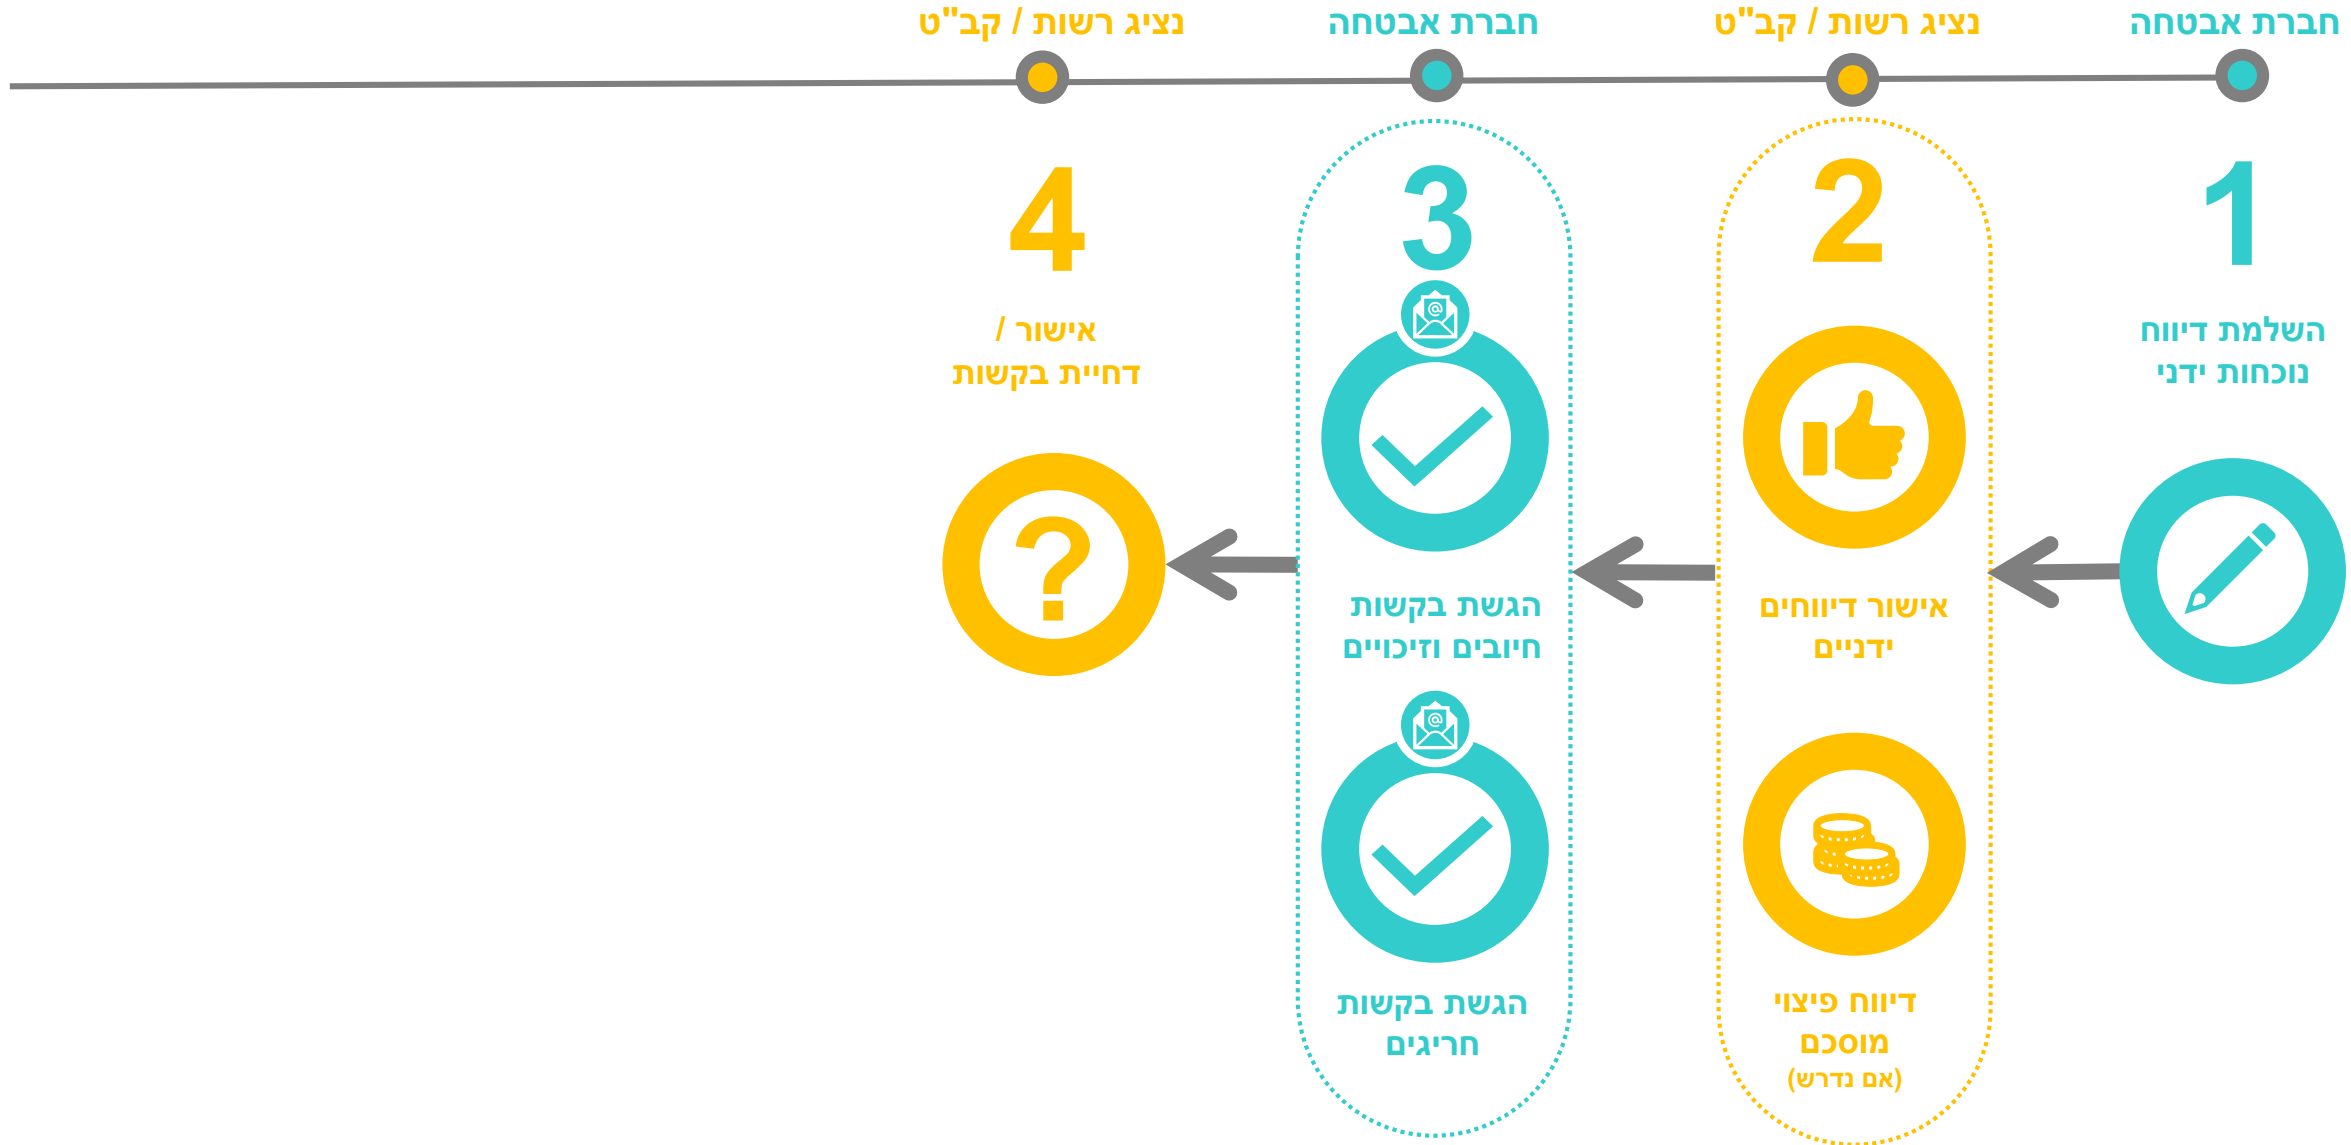 חברת אבטחה
נציג רשות / קב"ט
חברת אבטחה
נציג רשות / קב"ט
1
השלמת דיווח
נוכחות ידני
2
אישור דיווחים
ידניים
דיווח פיצוי
מוסכם
(אם נדרש)
3
@
הגשת בקשות
חיובים וזיכויים
@
הגשת בקשות
חריגים
4
אישור /
דחיית בקשות
?